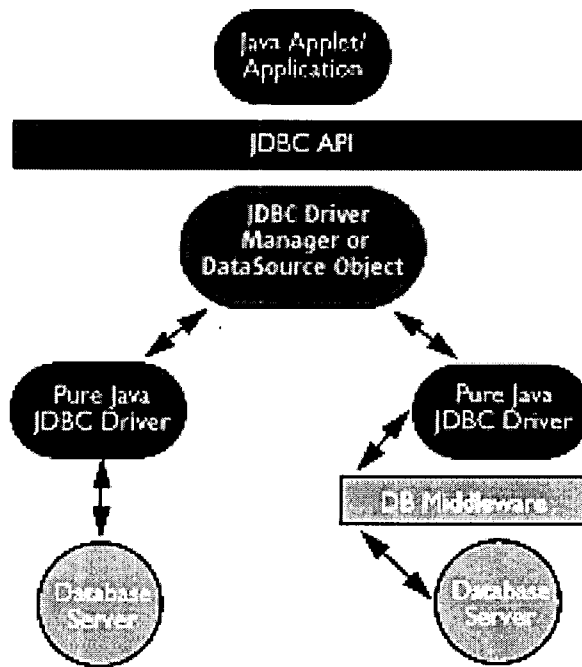 Java Applet/
Application
JDBC API
JDBC Driver
Manager or
DataSource Object
Pure Java
JDBC Driver
Pure Java
JDBC Driver
DB Middleware
Database
Server
Database
Server